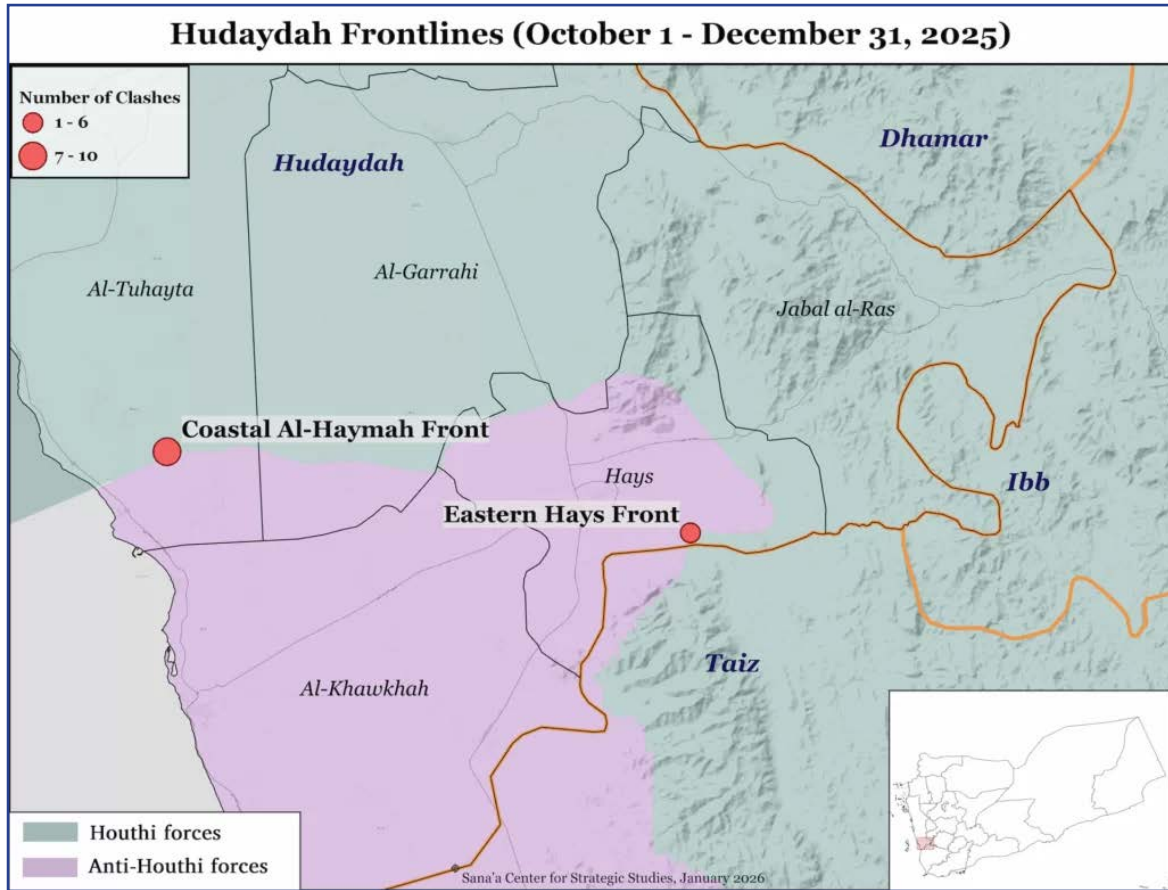 Hudaydah Frontlines (October 1 - December 31, 2025)
Number of Clashes
1 - 6
7 - 10
Hudaydah
Dhamar
Al-Tuhayta
Al-Garrahi
Jabal al-Ras
Coastal Al-Haymah Front
Hays
Ibb
Eastern Hays Front
Taiz
Al-Khawkhah
Houthi forces
Anti-Houthi forces
Sana'a Center for Strategic Studies, January 2026